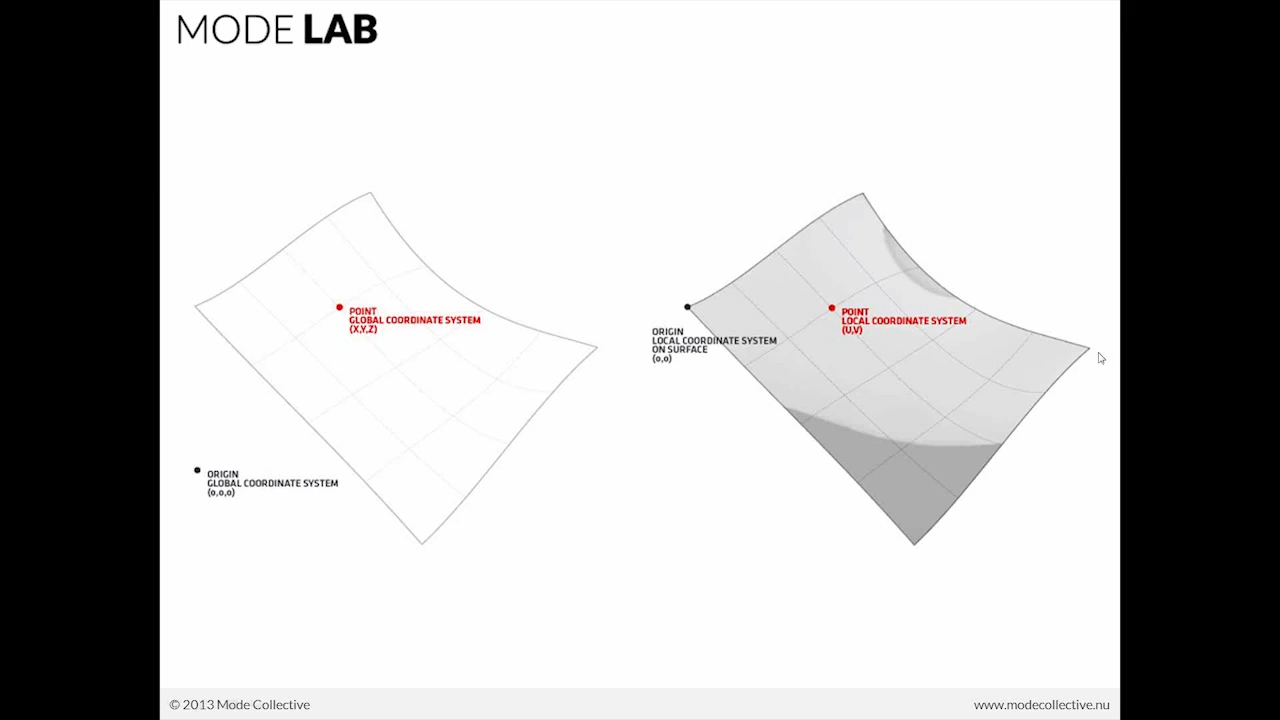 MODE LAB
POINT
GLOBAL COORDINATE SYSTEM
(X,Y,Z)
ORIGIN
GLOBAL COORDINATE SYSTEM
(0,0,0)
POINT
LOCAL COORDINATE SYSTEM
(U,V)
ORIGIN
LOCAL COORDINATE SYSTEM
ON SURFACE
(0,0)
© 2013 Mode Collective
www.modecollective.nu